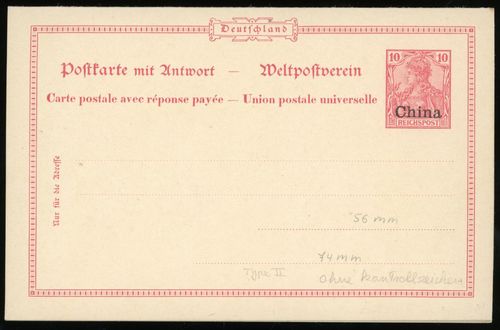 Deutschland
Postkarte mit Antwort — Weltpostverein
Carte postale avec réponse payée — Union postale universelle
10 10
China
REICHSPOST
Nur für die Adresse
56 mm
74 mm
Type II
ohne Kontrollzeichen